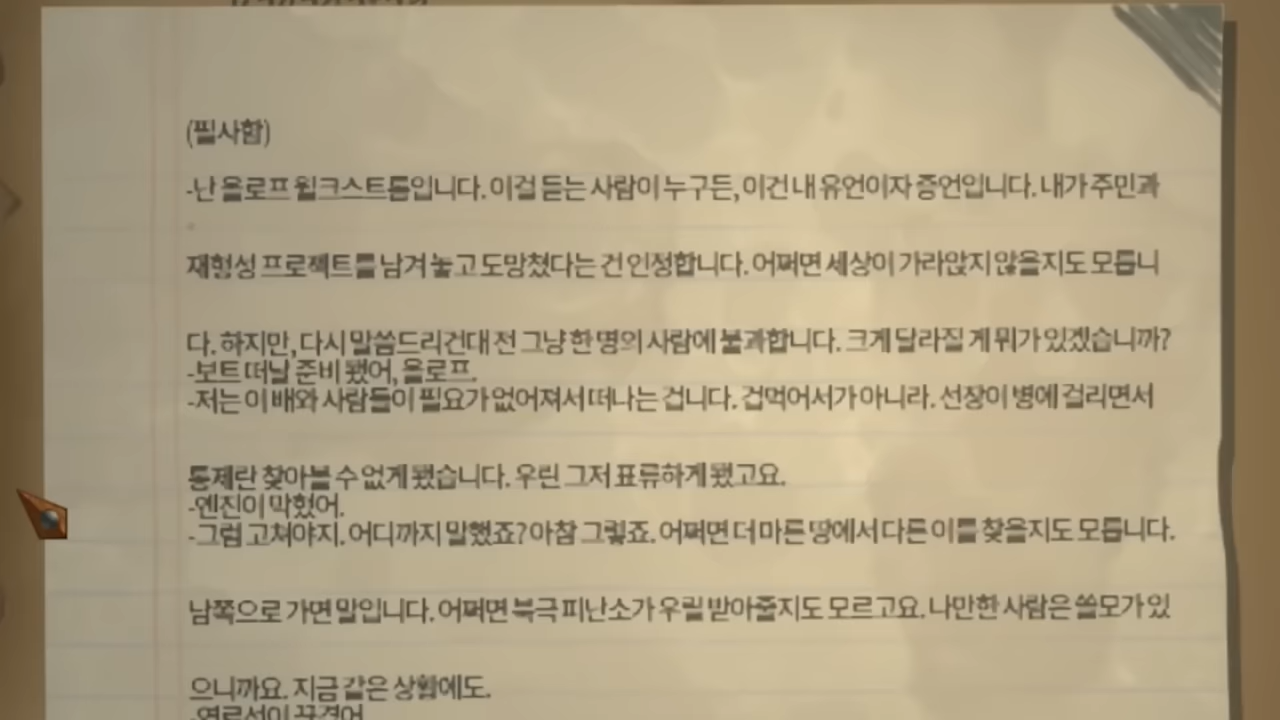 (필사함)
-난 올로프 윌크스트롬입니다. 이걸 듣는 사람이 누구든, 이건 내 유언이자 증언입니다. 내가 주민과
재형성 프로젝트를 남겨 놓고 도망쳤다는 건 인정합니다. 어쩌면 세상이 가라앉지 않을지도 모릅니
다. 하지만, 다시 말씀드리건대 전 그냥 한 명의 사람에 불과합니다. 크게 달라질 게 뭐가 있겠습니까?
-보트 떠날 준비 됐어, 올로프.
-저는 이 배와 사람들이 필요가 없어져서 떠나는 겁니다. 겁먹어서가 아니라. 선장이 병에 걸리면서
통제란 찾아볼 수 없게 됐습니다. 우린 그저 표류하게 됐고요.
-엔진이 막혔어.
-그럼 고쳐야지. 어디까지 말했죠? 아참 그렇죠. 어쩌면 더 마른 땅에서 다른 이를 찾을지도 모릅니다.
남쪽으로 가면 말입니다. 어쩌면 북극 피난소가 우릴 받아줄지도 모르고요. 나만한 사람은 쓸모가 있
으니까요. 지금 같은 상황에도.